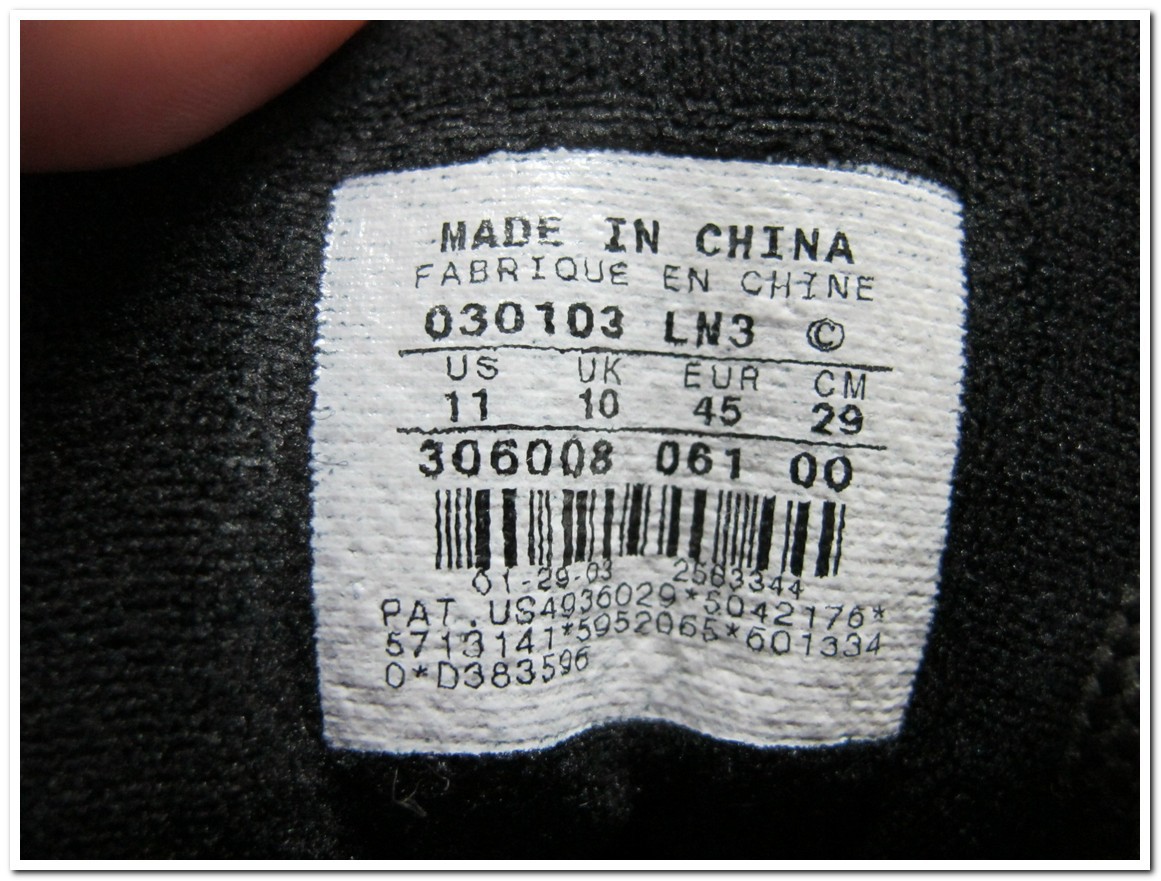 MADE IN CHINA
FABRIQUE EN CHINE
030103 LN3 ©
US UK EUR CM
11 10 45 29
306008 061 00
01-29-03 2583344
PAT.US4936029*5042176*
5713141*5952065*601334
0*D383596